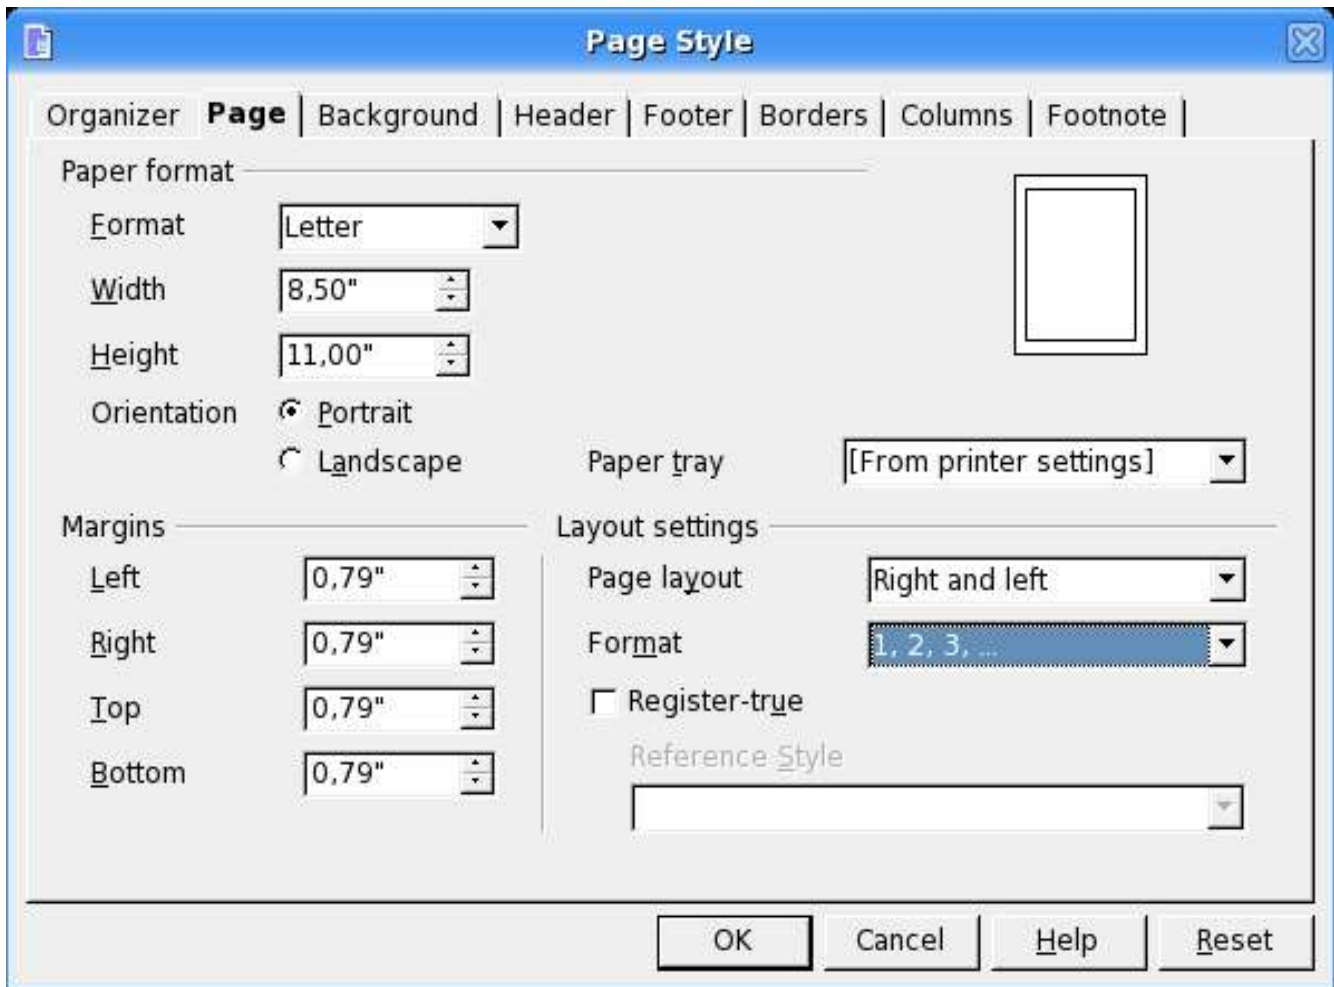 Page Style
Organizer Page Background Header Footer Borders Columns Footnote
Paper format
Format Letter
Width 8,50"
Height 11,00"
Orientation Portrait
Landscape Paper tray [From printer settings]
Margins Layout settings
Left 0,79" Page layout Right and left
Right 0,79" Format 1, 2, 3, ...
Top 0,79" Register-true
Reference Style
Bottom 0,79"
OK Cancel Help Reset